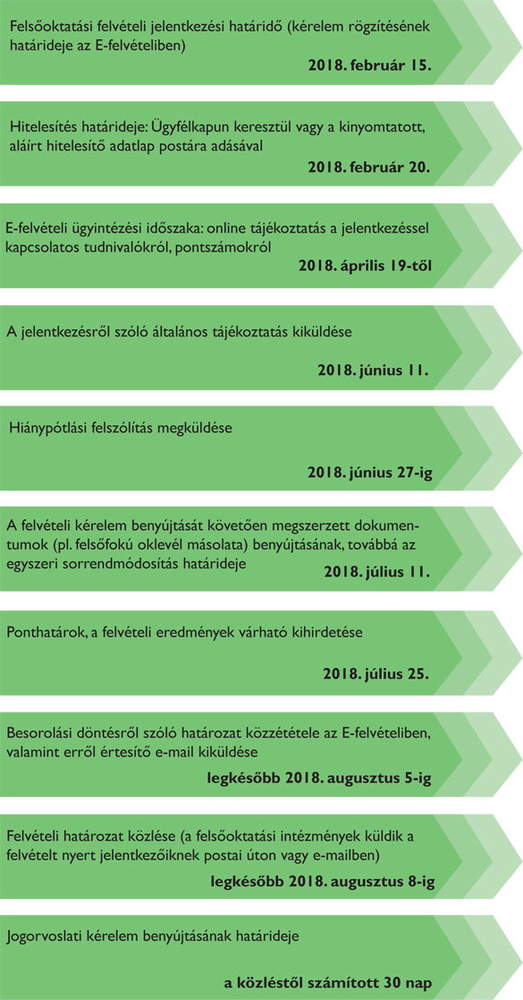 Felsőoktatási felvételi jelentkezési határidő (kérelem rögzítésének
határideje az E-felvételiben)
2018. február 15.
Hitelesítés határideje: Ügyfélkapun keresztül vagy a kinyomtatott,
aláírt hitelesítő adatlap postára adásával
2018. február 20.
E-felvételi ügyintézési időszaka: online tájékoztatás a jelentkezéssel
kapcsolatos tudnivalókról, pontszámokról
2018. április 19-től
A jelentkezésről szóló általános tájékoztatás kiküldése
2018. június 11.
Hiánypótlási felszólítás megküldése
2018. június 27-ig
A felvételi kérelem benyújtását követően megszerzett dokumen-
tumok (pl. felsőfokú oklevél másolata) benyújtásának, továbbá az
egyszeri sorrendmódosítás határideje
2018. július 11.
Ponthatárok, a felvételi eredmények várható kihirdetése
2018. július 25.
Besorolási döntésről szóló határozat közzététele az E-felvételiben,
valamint erről értesítő e-mail kiküldése
legkésőbb 2018. augusztus 5-ig
Felvételi határozat közlése (a felsőoktatási intézmények küldik a
felvételt nyert jelentkezőiknek postai úton vagy e-mailben)
legkésőbb 2018. augusztus 8-ig
Jogorvoslati kérelem benyújtásának határideje
a közléstől számított 30 nap